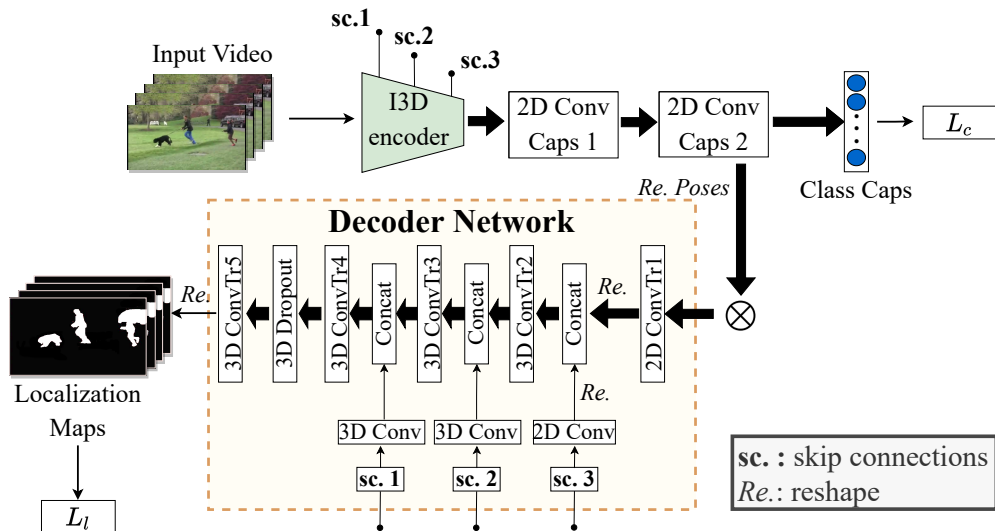 sc.1
sc.2
sc.3
Input Video
I3D
encoder
2D Conv
Caps 1
2D Conv
Caps 2
Class Caps
L_c
Re. Poses
Decoder Network
3D ConvTr5
3D Dropout
3D ConvTr4
Concat
3D ConvTr3
Concat
3D ConvTr2
Concat
Re.
2D ConvTr1
Re.
Localization
Maps
L_l
3D Conv
3D Conv
2D Conv
Re.
sc. 1
sc. 2
sc. 3
sc. : skip connections
Re.: reshape